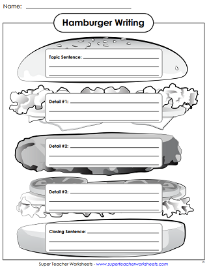 Name:
Hamburger Writing
Topic Sentence:
Detail #1:
Detail #2:
Detail #3:
Closing Sentence:
Super Teacher Worksheets - www.superteacherworksheets.com